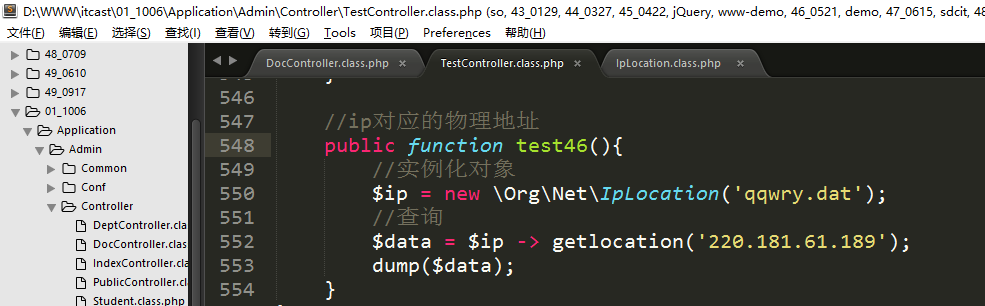 D:\WWW\itcast\01_1006\Application\Admin\Controller\TestController.class.php (so, 43_0129, 44_0327, 45_0422, jQuery, www-demo, 46_0521, demo, 47_0615, sdcit, 48
文件(F) 编辑(E) 选择(S) 查找(I) 查看(V) 转到(G) Tools 项目(P) Preferences 帮助(H)
48_0709
49_0610
49_0917
01_1006
Application
Admin
Common
Conf
Controller
DeptController.cla
DocController.clas
IndexController.cl
PublicController.cl
Student.class.php
DocController.class.php × TestController.class.php × IpLocation.class.php ×
545 }
546
547 //ip对应的物理地址
548 public function test46(){
549 //实例化对象
550 $ip = new \Org\Net\IpLocation('qqwry.dat');
551 //查询
552 $data = $ip -> getlocation('220.181.61.189');
553 dump($data);
554 }